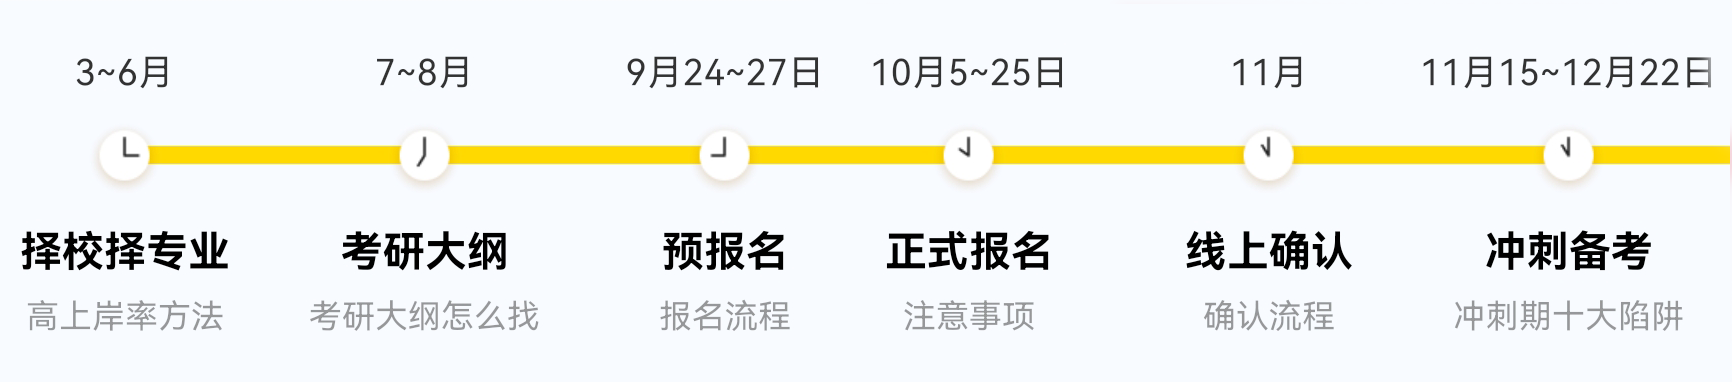 3~6月 7~8月 9月24~27日 10月5~25日 11月 11月15~12月22日
择校择专业 考研大纲 预报名 正式报名 线上确认 冲刺备考
高上岸率方法 考研大纲怎么找 报名流程 注意事项 确认流程 冲刺期十大陷阱